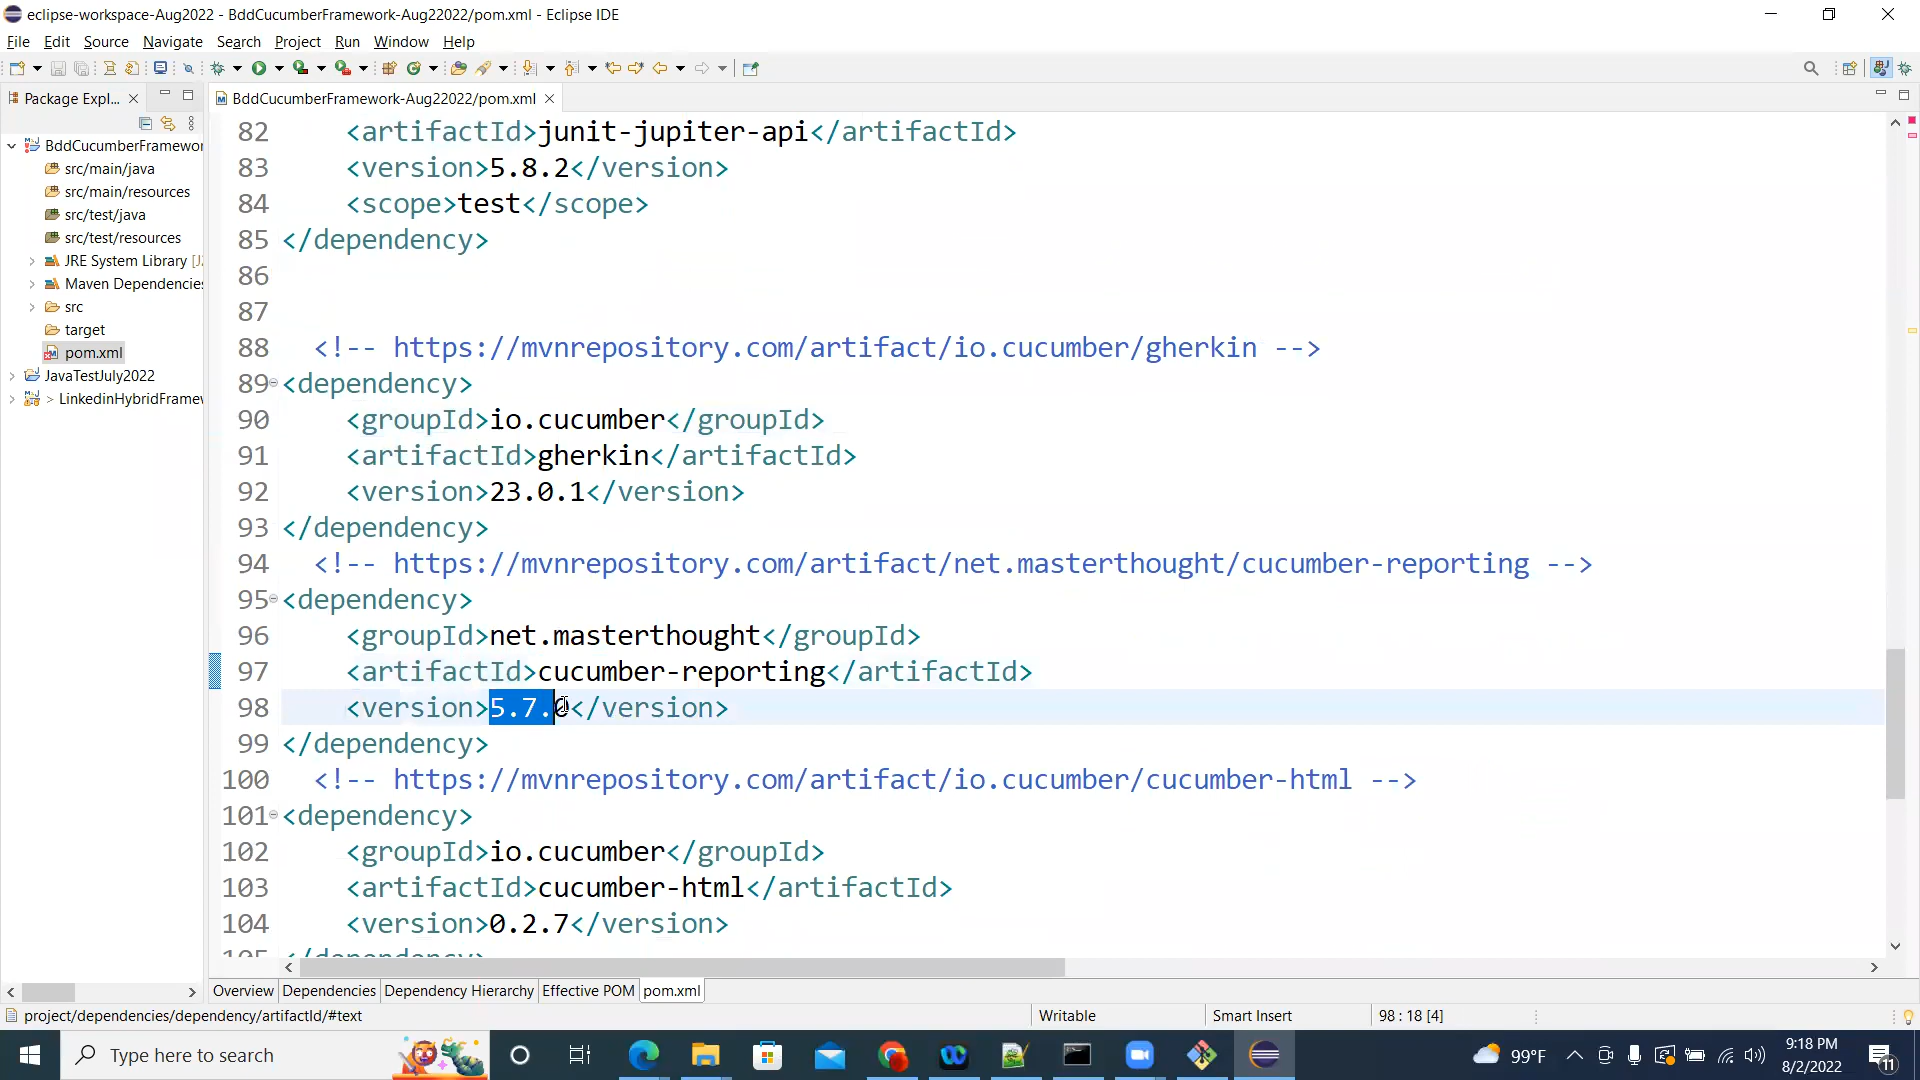 eclipse-workspace-Aug2022 - BddCucumberFramework-Aug22022/pom.xml - Eclipse IDE
File Edit Source Navigate Search Project Run Window Help
Package Expl...
BddCucumberFramework-Aug22022/pom.xml
BddCucumberFramewor
src/main/java
src/main/resources
src/test/java
src/test/resources
JRE System Library [J
Maven Dependencies
src
target
pom.xml
JavaTestJuly2022
> LinkedinHybridFramew
82 <artifactId>junit-jupiter-api</artifactId>
83 <version>5.8.2</version>
84 <scope>test</scope>
85 </dependency>
86
87
88 <!-- https://mvnrepository.com/artifact/io.cucumber/gherkin -->
89 <dependency>
90 <groupId>io.cucumber</groupId>
91 <artifactId>gherkin</artifactId>
92 <version>23.0.1</version>
93 </dependency>
94 <!-- https://mvnrepository.com/artifact/net.masterthought/cucumber-reporting -->
95 <dependency>
96 <groupId>net.masterthought</groupId>
97 <artifactId>cucumber-reporting</artifactId>
98 <version>5.7.0</version>
99 </dependency>
100 <!-- https://mvnrepository.com/artifact/io.cucumber/cucumber-html -->
101 <dependency>
102 <groupId>io.cucumber</groupId>
103 <artifactId>cucumber-html</artifactId>
104 <version>0.2.7</version>
105 </dependency>
Overview Dependencies Dependency Hierarchy Effective POM pom.xml
project/dependencies/dependency/artifactId/#text
Writable
Smart Insert
98 : 18 [4]
Type here to search
99°F
9:18 PM
8/2/2022
11